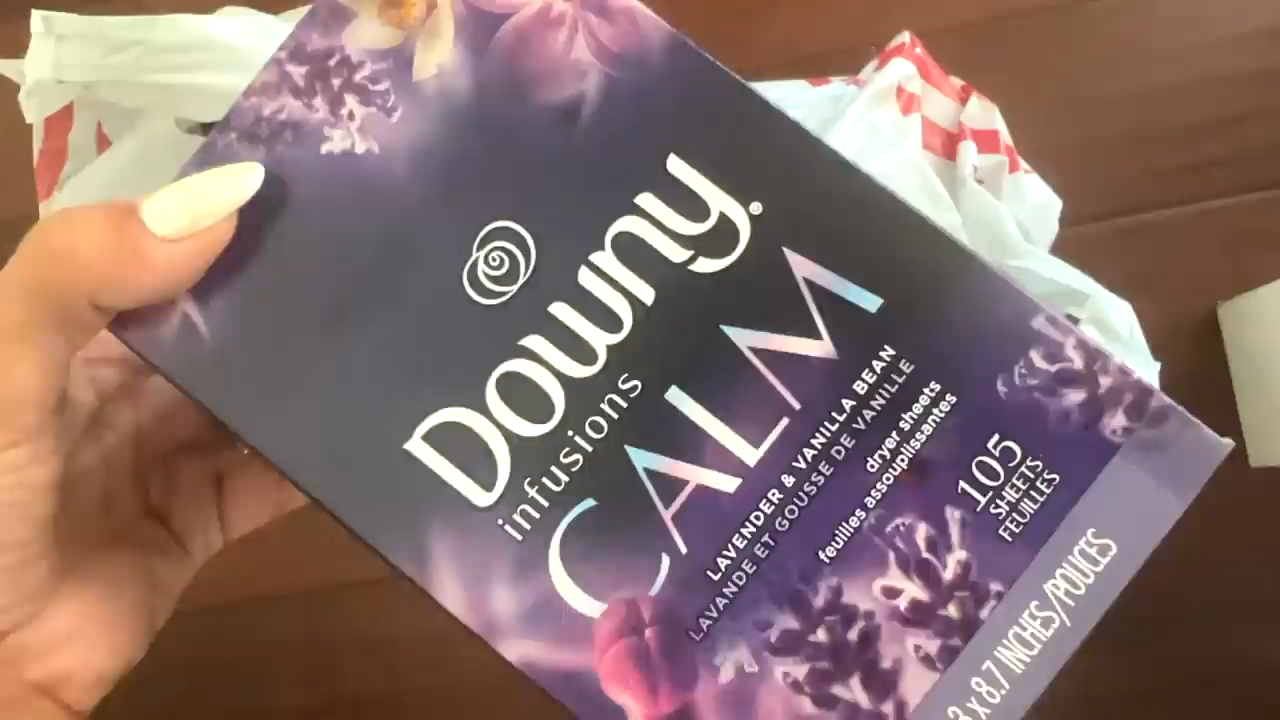 Downy®
infusions
CALM
LAVENDER & VANILLA BEAN
LAVANDE ET GOUSSE DE VANILLE
dryer sheets
feuilles assouplissantes
105
SHEETS
FEUILLES
x 8.7 INCHES/POUCES